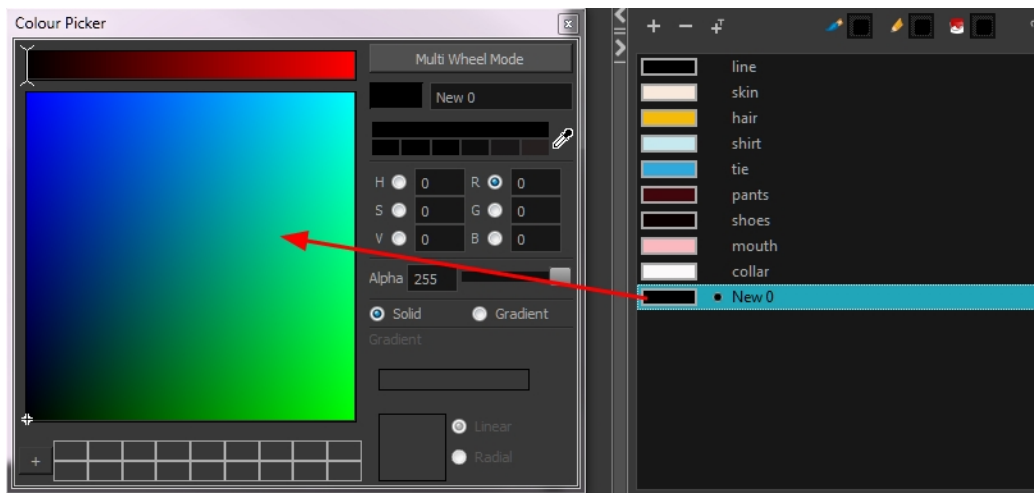 Colour Picker
Multi Wheel Mode
New 0
H 0 R 0
S 0 G 0
V 0 B 0
Alpha 255
Solid Gradient
Gradient
Linear
Radial
line
skin
hair
shirt
tie
pants
shoes
mouth
collar
New 0